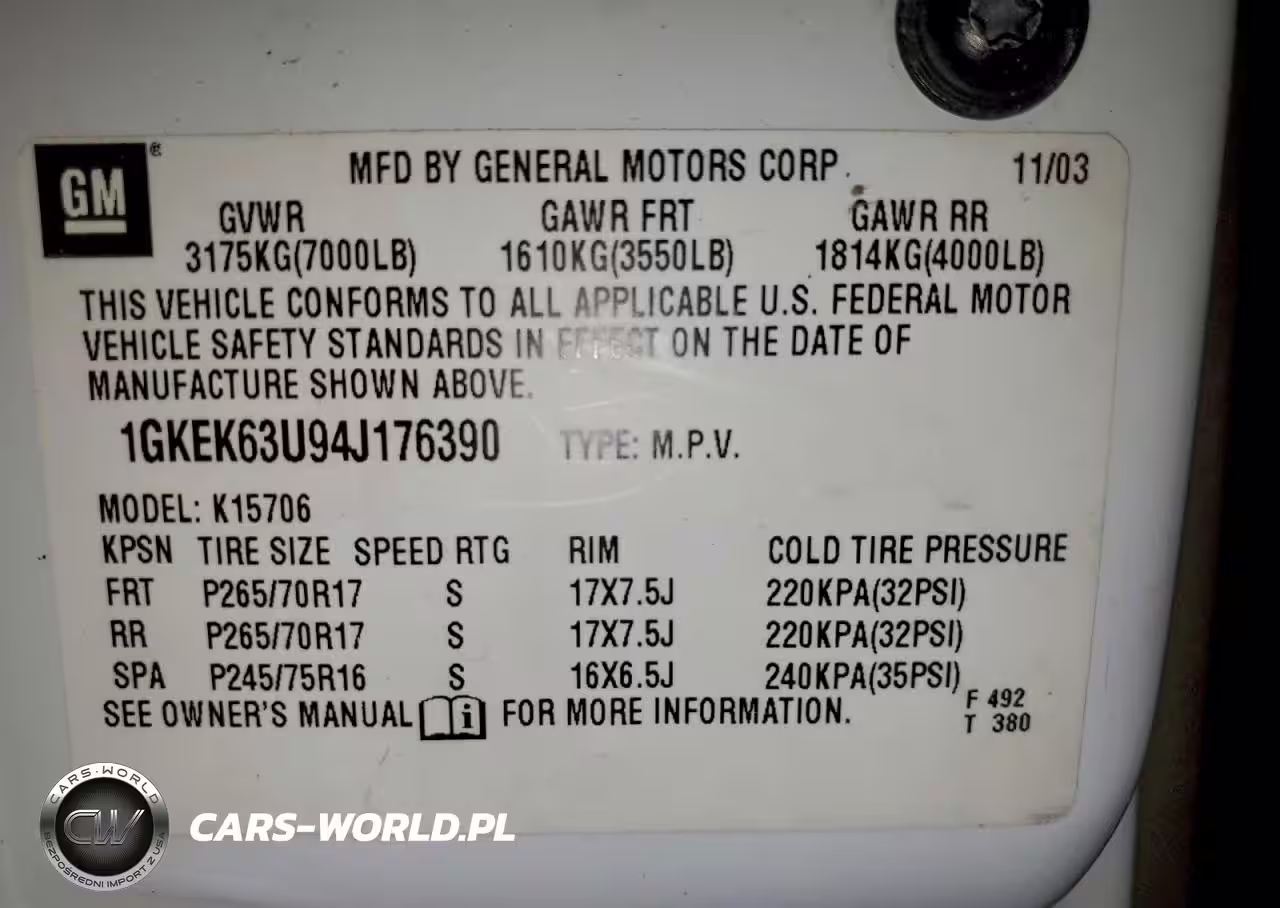 GM® MFD BY GENERAL MOTORS CORP. 11/03
GVWR GAWR FRT GAWR RR
3175KG(7000LB) 1610KG(3550LB) 1814KG(4000LB)
THIS VEHICLE CONFORMS TO ALL APPLICABLE U.S. FEDERAL MOTOR
VEHICLE SAFETY STANDARDS IN EFFECT ON THE DATE OF
MANUFACTURE SHOWN ABOVE.
1GKEK63U94J176390 TYPE: M.P.V.
MODEL: K15706
KPSN TIRE SIZE SPEED RTG RIM COLD TIRE PRESSURE
FRT P265/70R17 S 17X7.5J 220KPA(32PSI)
RR P265/70R17 S 17X7.5J 220KPA(32PSI)
SPA P245/75R16 S 16X6.5J 240KPA(35PSI)
SEE OWNER'S MANUAL i FOR MORE INFORMATION.
F 492
T 380
CARS-WORLD
CW
BEZPOŚREDNI IMPORT Z USA
CARS-WORLD.PL